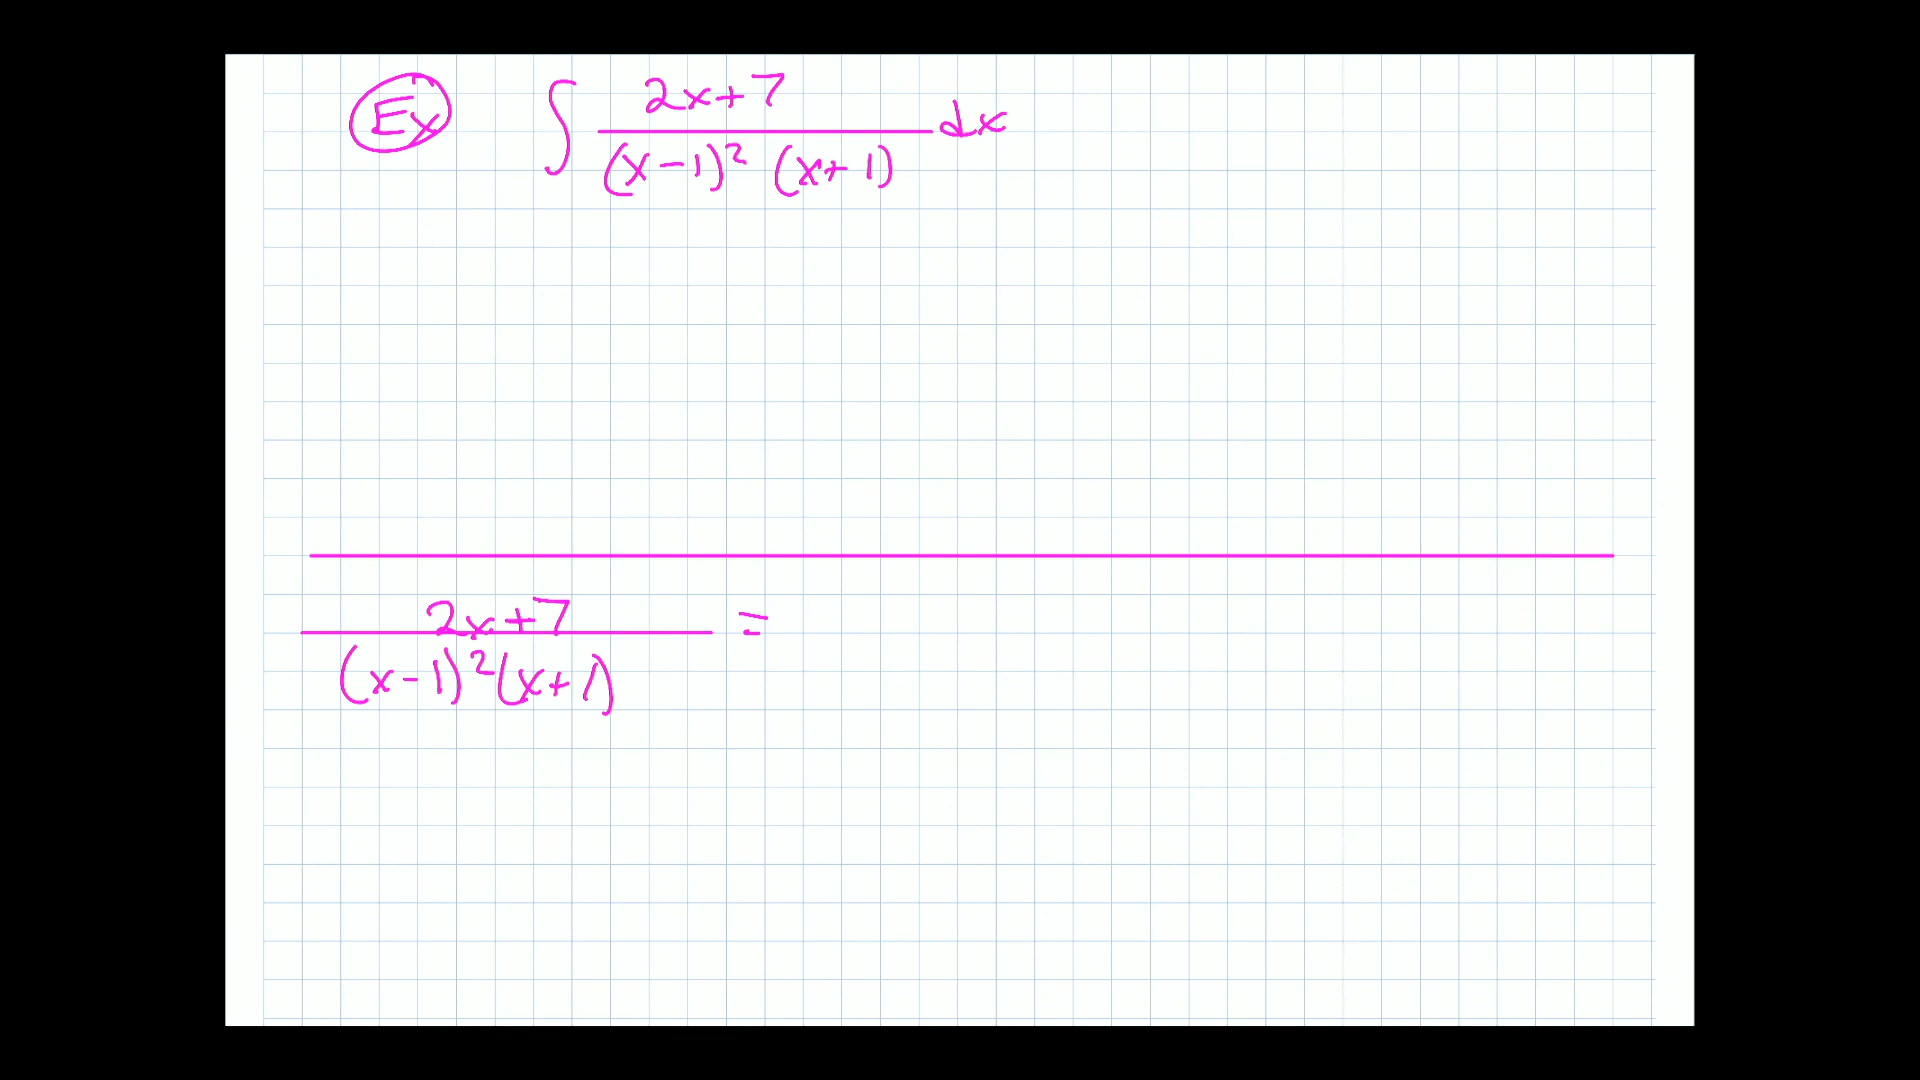 Ex ∫ (2x+7)/((x-1)² (x+1)) dx
(2x+7)/((x-1)²(x+1)) =